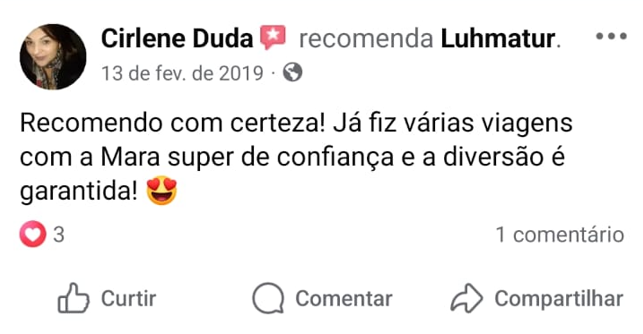 Cirlene Duda recomenda Luhmatur.
13 de fev. de 2019 ·
Recomendo com certeza! Já fiz várias viagens
com a Mara super de confiança e a diversão é
garantida! 😍
3 1 comentário
Curtir Comentar Compartilhar